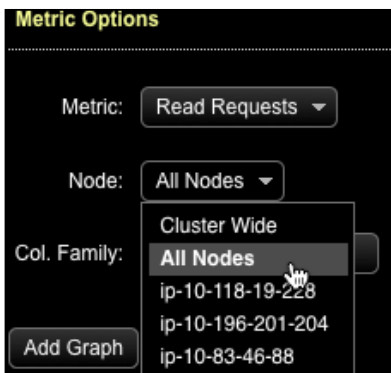 Metric Options
Metric: Read Requests
Node: All Nodes
Cluster Wide
Col. Family:
All Nodes
ip-10-118-19-228
ip-10-196-201-204
Add Graph
ip-10-83-46-88